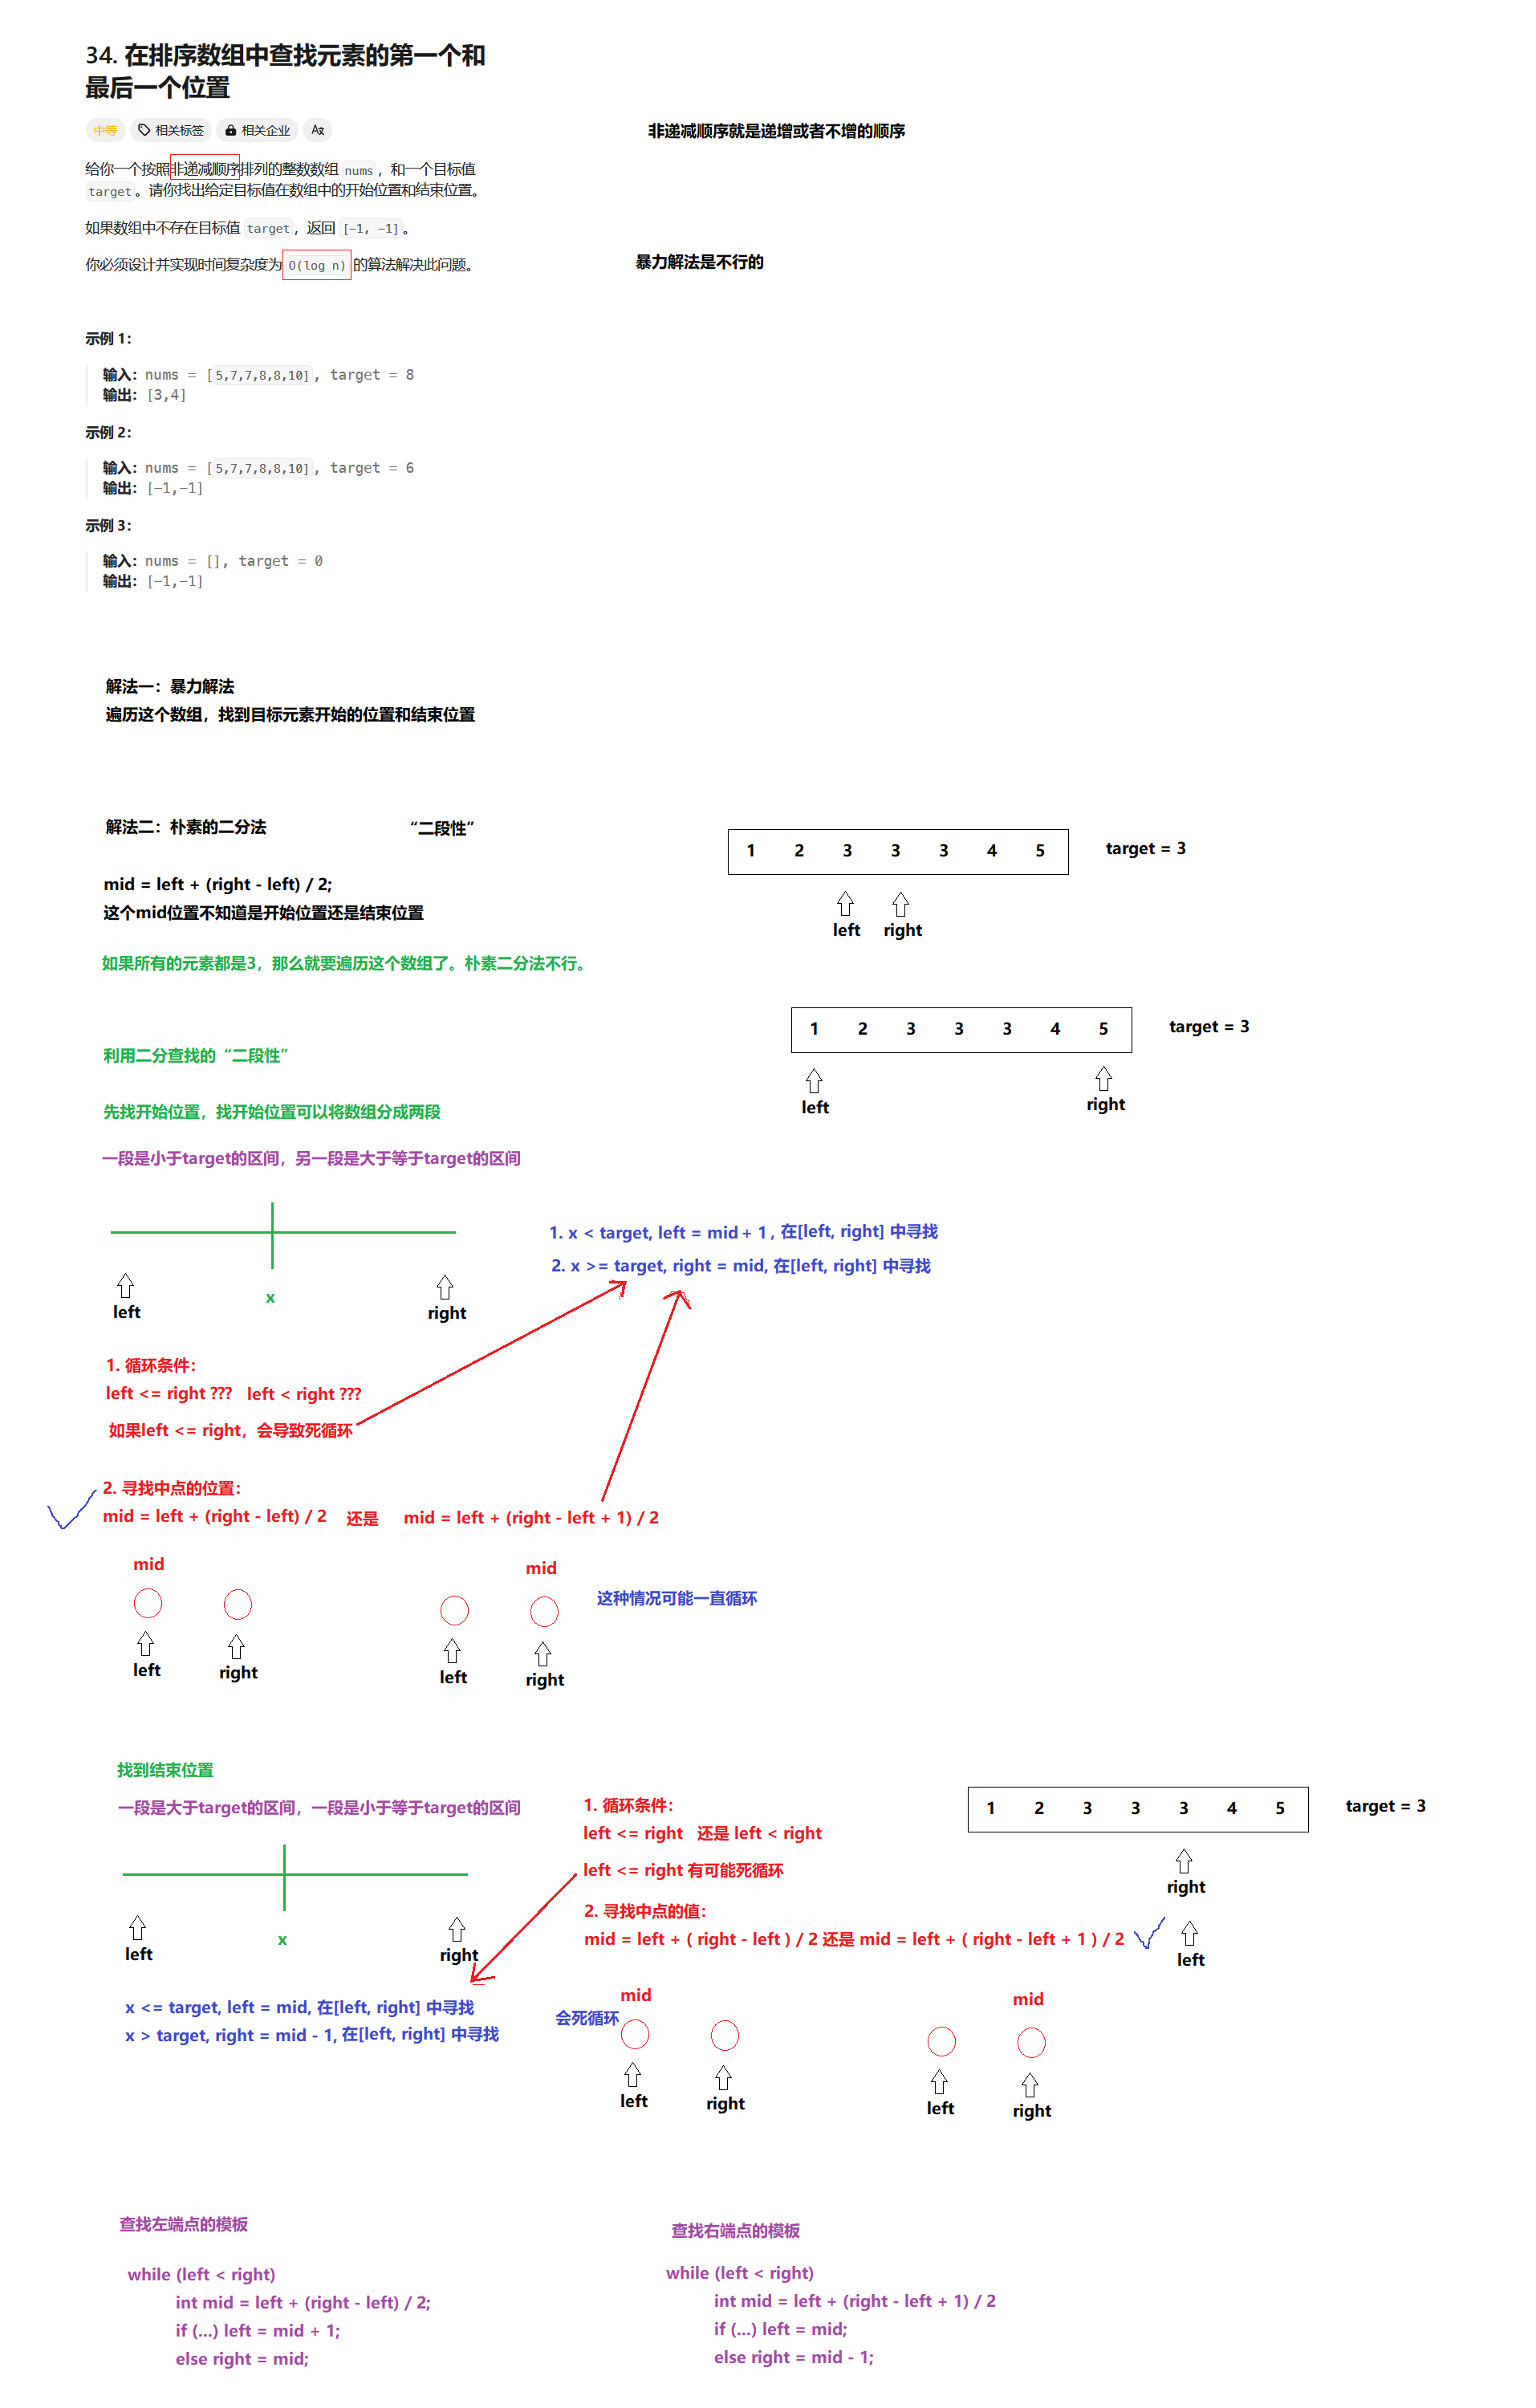 34. 在排序数组中查找元素的第一个和
最后一个位置
中等 相关标签 相关企业
非递减顺序就是递增或者不增的顺序
给你一个按照非递减顺序排列的整数数组 nums，和一个目标值
target。请你找出给定目标值在数组中的开始位置和结束位置。
如果数组中不存在目标值 target，返回 [-1, -1]。
你必须设计并实现时间复杂度为 O(log n) 的算法解决此问题。
暴力解法是不行的
示例 1：
输入：nums = [5,7,7,8,8,10], target = 8
输出：[3,4]
示例 2：
输入：nums = [5,7,7,8,8,10], target = 6
输出：[-1,-1]
示例 3：
输入：nums = [], target = 0
输出：[-1,-1]
解法一：暴力解法
遍历这个数组，找到目标元素开始的位置和结束位置
解法二：朴素的二分法
“二段性”
mid = left + (right - left) / 2;
这个mid位置不知道是开始位置还是结束位置
如果所有的元素都是3，那么就要遍历这个数组了。朴素二分法不行。
1 2 3 3 3 4 5
target = 3
left right
1 2 3 3 3 4 5
target = 3
left right
利用二分查找的“二段性”
先找开始位置，找开始位置可以将数组分成两段
一段是小于target的区间，另一段是大于等于target的区间
left x right
1. x < target, left = mid + 1 , 在[left, right] 中寻找
2. x >= target, right = mid, 在[left, right] 中寻找
1. 循环条件：
left <= right ??? left < right ???
如果left <= right，会导致死循环
2. 寻找中点的位置：
mid = left + (right - left) / 2 还是 mid = left + (right - left + 1) / 2
mid
left right
mid
left right
这种情况可能一直循环
找到结束位置
一段是大于target的区间，一段是小于等于target的区间
left x right
x <= target, left = mid, 在[left, right] 中寻找
x > target, right = mid - 1, 在[left, right] 中寻找
1. 循环条件：
left <= right 还是 left < right
left <= right 有可能死循环
2. 寻找中点的值：
mid = left + ( right - left ) / 2 还是 mid = left + ( right - left + 1 ) / 2
1 2 3 3 3 4 5
target = 3
right
left
会死循环
mid
left right
mid
left right
查找左端点的模板
while (left < right)
int mid = left + (right - left) / 2;
if (...) left = mid + 1;
else right = mid;
查找右端点的模板
while (left < right)
int mid = left + (right - left + 1) / 2
if (...) left = mid;
else right = mid - 1;